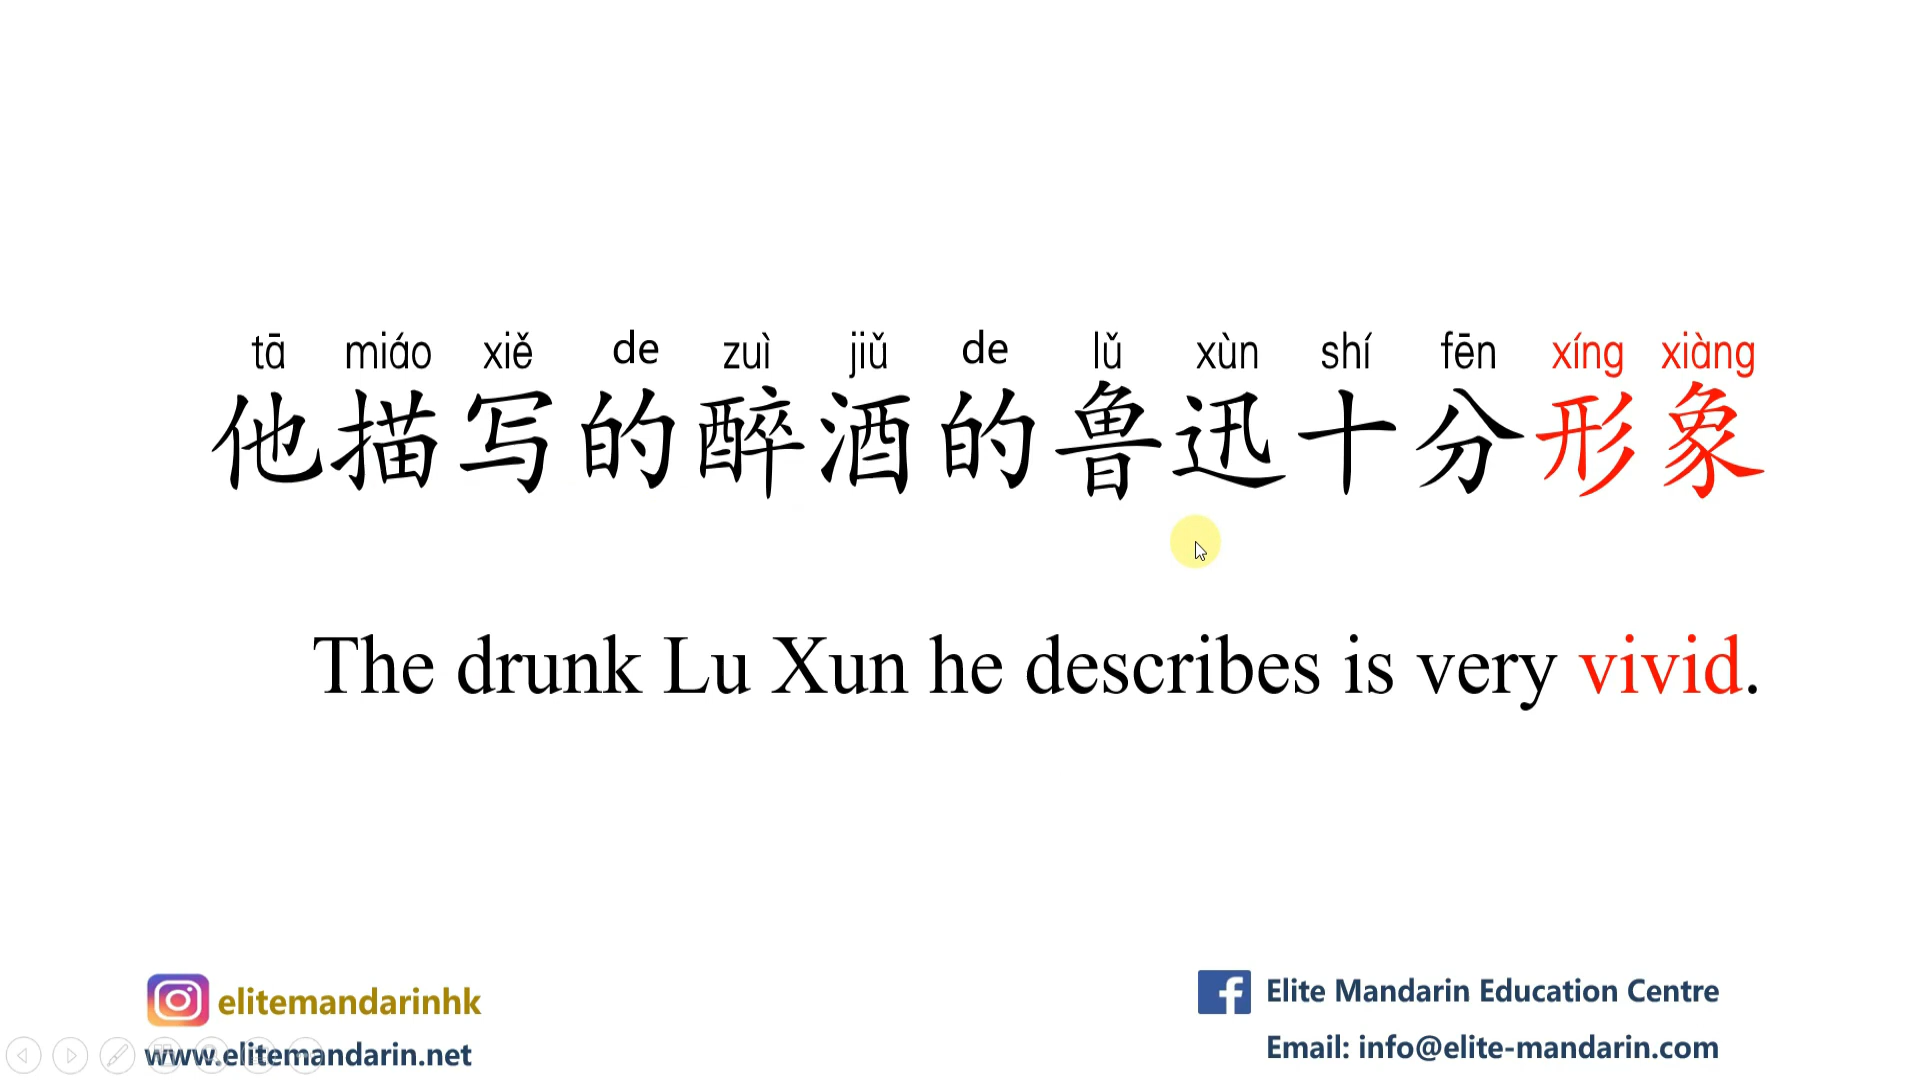 tā miáo xiě de zuì jiǔ de lǔ xùn shí fēn xíng xiàng
他描写的醉酒的鲁迅十分形象
The drunk Lu Xun he describes is very vivid.
elitemandarinhk
www.elitemandarin.net
Elite Mandarin Education Centre
Email: info@elite-mandarin.com